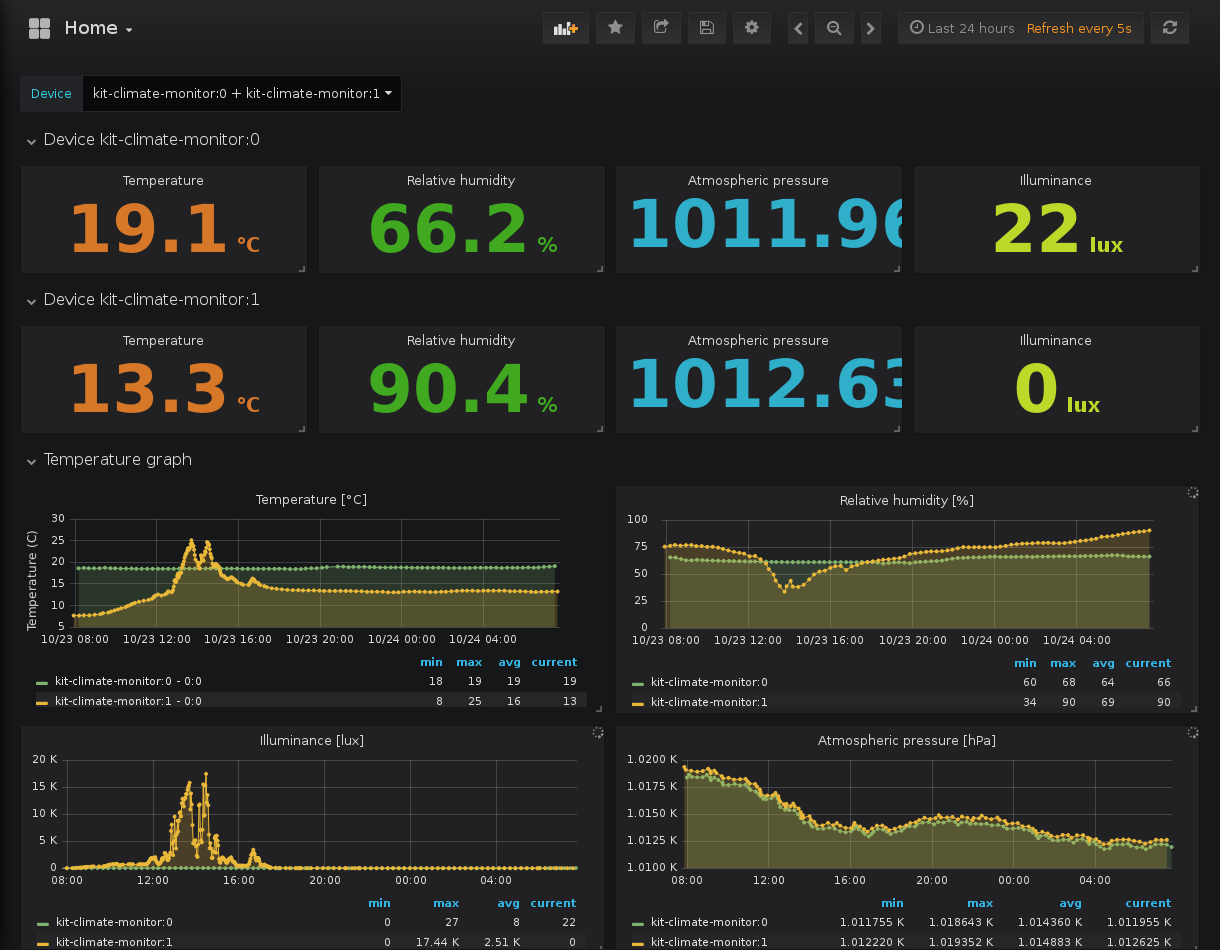 Home
Last 24 hours Refresh every 5s
Device kit-climate-monitor:0 + kit-climate-monitor:1
Device kit-climate-monitor:0
Temperature Relative humidity Atmospheric pressure Illuminance
19.1 °C 66.2 % 1011.96 22 lux
Device kit-climate-monitor:1
Temperature Relative humidity Atmospheric pressure Illuminance
13.3 °C 90.4 % 1012.63 0 lux
Temperature graph
Temperature [°C]
Temperature (C)
30
25
20
15
10
5
10/23 08:00 10/23 12:00 10/23 16:00 10/23 20:00 10/24 00:00 10/24 04:00
min max avg current
kit-climate-monitor:0 - 0:0 18 19 19 19
kit-climate-monitor:1 - 0:0 8 25 16 13
Relative humidity [%]
100
75
50
25
0
10/23 08:00 10/23 12:00 10/23 16:00 10/23 20:00 10/24 00:00 10/24 04:00
min max avg current
kit-climate-monitor:0 60 68 64 66
kit-climate-monitor:1 34 90 69 90
Illuminance [lux]
20 K
15 K
10 K
5 K
0
08:00 12:00 16:00 20:00 00:00 04:00
min max avg current
kit-climate-monitor:0 0 27 8 22
kit-climate-monitor:1 0 17.44 K 2.51 K 0
Atmospheric pressure [hPa]
1.0200 K
1.0175 K
1.0150 K
1.0125 K
1.0100 K
08:00 12:00 16:00 20:00 00:00 04:00
min max avg current
kit-climate-monitor:0 1.011755 K 1.018643 K 1.014360 K 1.011955 K
kit-climate-monitor:1 1.012220 K 1.019352 K 1.014883 K 1.012625 K